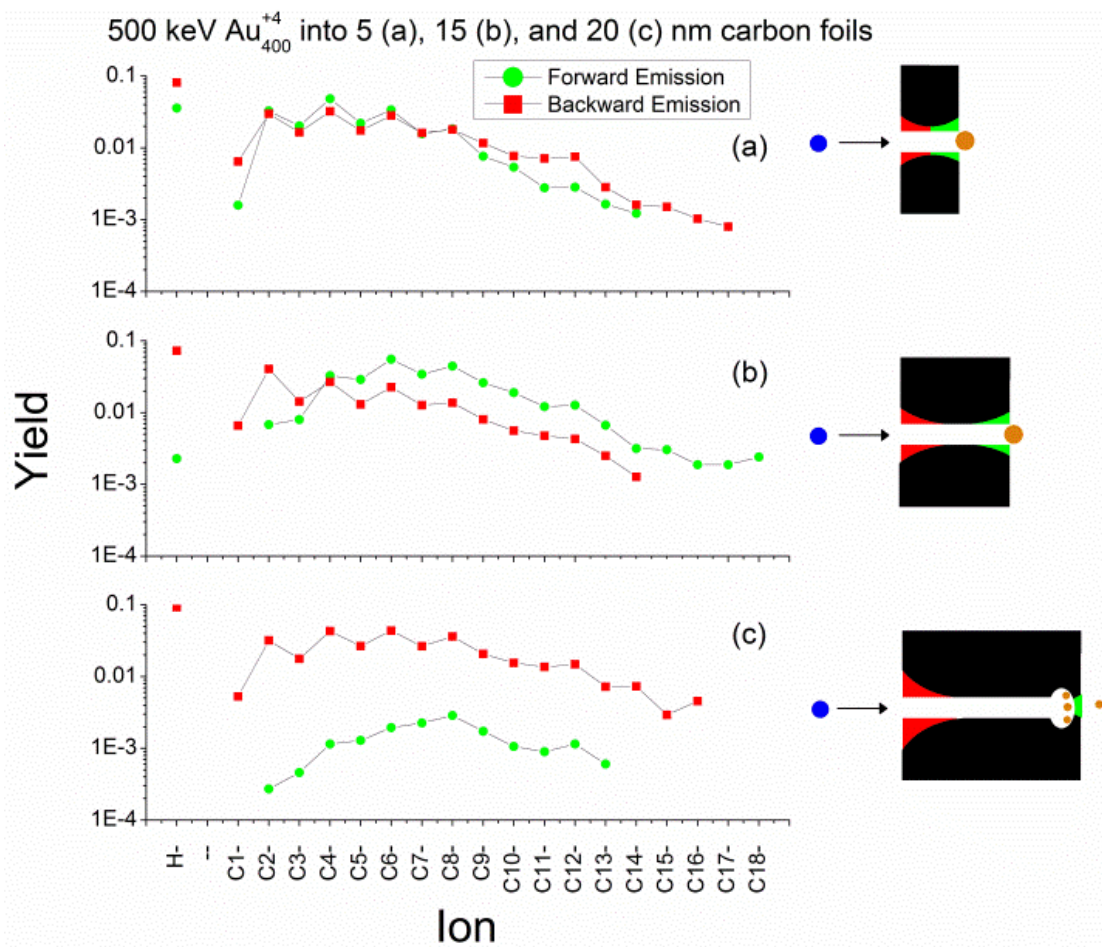 500 keV Au+4 400 into 5 (a), 15 (b), and 20 (c) nm carbon foils
Forward Emission
Backward Emission
0.1
0.01
1E-3
1E-4
(a)
0.1
0.01
1E-3
1E-4
(b)
Yield
0.1
0.01
1E-3
1E-4
(c)
H-
--
C1-
C2-
C3-
C4-
C5-
C6-
C7-
C8-
C9-
C10-
C11-
C12-
C13-
C14-
C15-
C16-
C17-
C18-
Ion